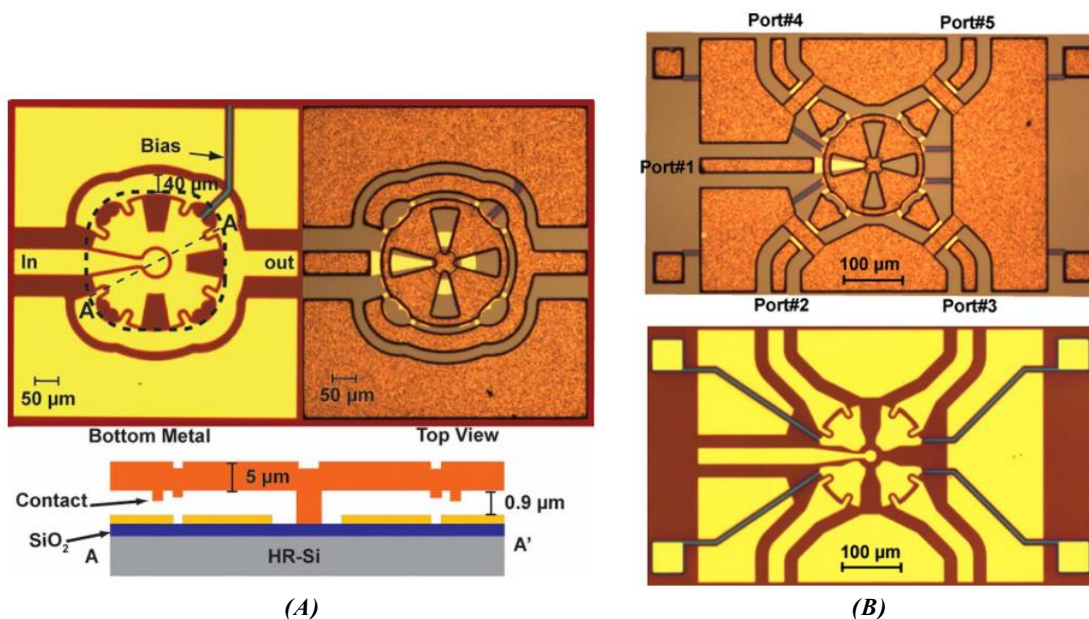 Bias
40 µm
A'
In
out
A
50 µm
50 µm
Bottom Metal
Top View
5 µm
Contact
0.9 µm
SiO2
A
HR-Si
A'
(A)
Port#4
Port#5
Port#1
100 µm
Port#2
Port#3
100 µm
(B)